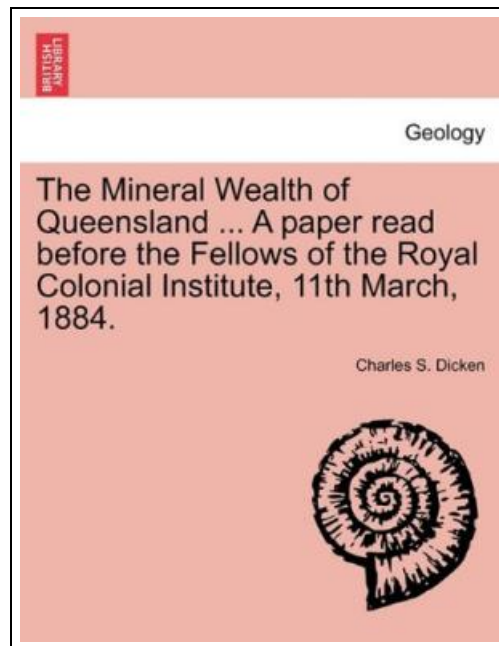 BRITISH
LIBRARY
Geology
The Mineral Wealth of
Queensland ... A paper read
before the Fellows of the Royal
Colonial Institute, 11th March,
1884.
Charles S. Dicken